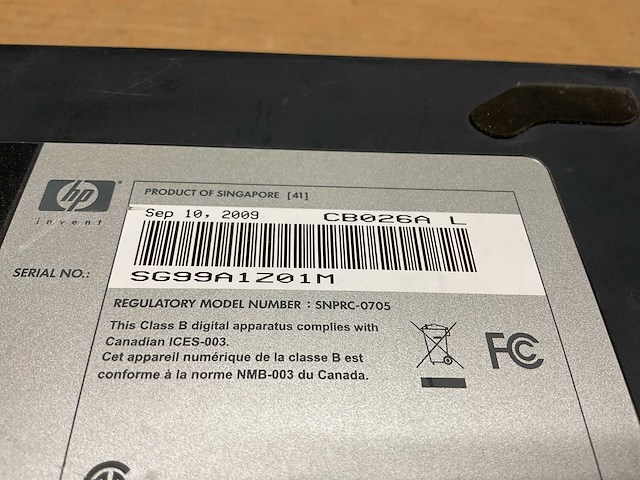 hp
invent
PRODUCT OF SINGAPORE [41]
Sep 10, 2009 CB026A L
SERIAL NO.: SG99A1Z01M
REGULATORY MODEL NUMBER : SNPRC-0705
This Class B digital apparatus complies with
Canadian ICES-003.
Cet appareil numérique de la classe B est
conforme à la norme NMB-003 du Canada.
FC